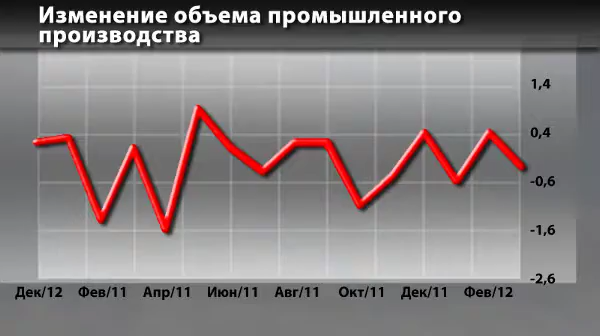 Изменение объема промышленного
производства
1,4
0,4
-0,6
-1,6
-2,6
Дек/12 Фев/11 Апр/11 Июн/11 Авг/11 Окт/11 Дек/11 Фев/12